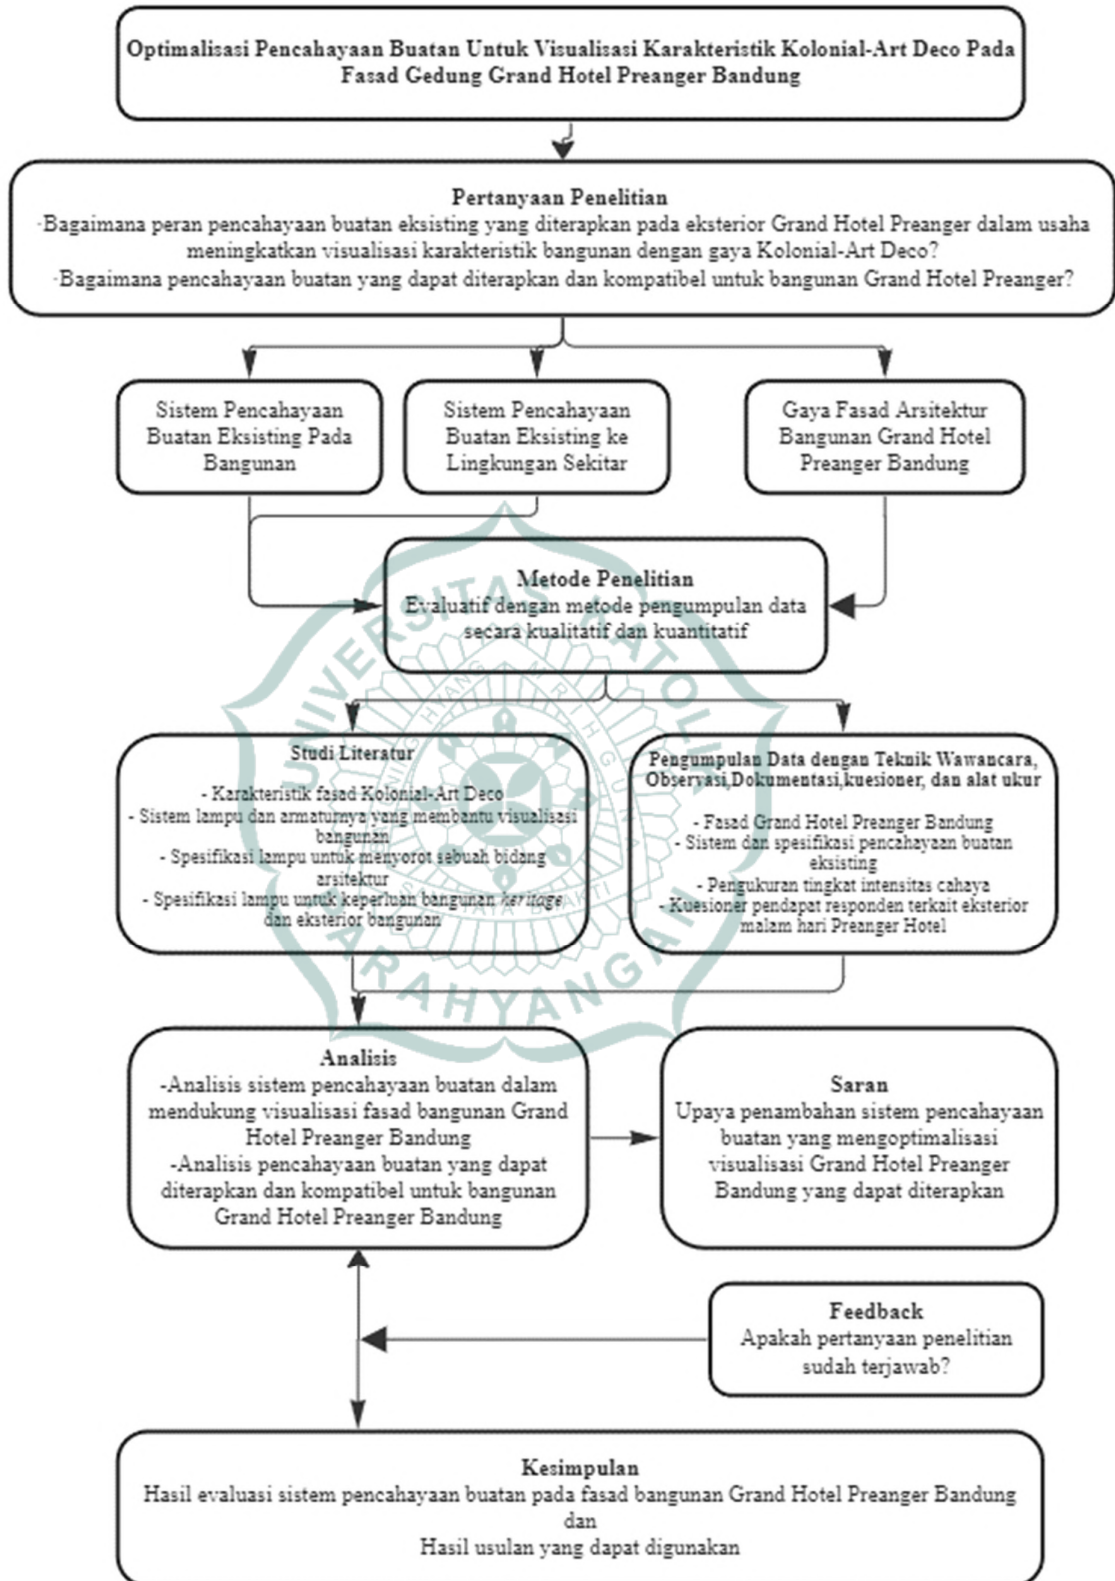 Optimalisasi Pencahayaan Buatan Untuk Visualisasi Karakteristik Kolonial-Art Deco Pada
Fasad Gedung Grand Hotel Preanger Bandung
Pertanyaan Penelitian
-Bagaimana peran pencahayaan buatan eksisting yang diterapkan pada eksterior Grand Hotel Preanger dalam usaha
meningkatkan visualisasi karakteristik bangunan dengan gaya Kolonial-Art Deco?
-Bagaimana pencahayaan buatan yang dapat diterapkan dan kompatibel untuk bangunan Grand Hotel Preanger?
Sistem Pencahayaan
Buatan Eksisting Pada
Bangunan
Sistem Pencahayaan
Buatan Eksisting ke
Lingkungan Sekitar
Gaya Fasad Arsitektur
Bangunan Grand Hotel
Preanger Bandung
Metode Penelitian
Evaluatif dengan metode pengumpulan data
secara kualitatif dan kuantitatif
Studi Literatur
- Karakteristik fasad Kolonial-Art Deco
- Sistem lampu dan armaturnya yang membantu visualisasi
bangunan
- Spesifikasi lampu untuk menyorot sebuah bidang
arsitektur
- Spesifikasi lampu untuk keperluan bangunan heritage
dan eksterior bangunan
Pengumpulan Data dengan Teknik Wawancara,
Observasi,Dokumentasi,kuesioner, dan alat ukur
- Fasad Grand Hotel Preanger Bandung
- Sistem dan spesifikasi pencahayaan buatan
eksisting
- Pengukuran tingkat intensitas cahaya
- Kuesioner pendapat responden terkait eksterior
malam hari Preanger Hotel
Analisis
-Analisis sistem pencahayaan buatan dalam
mendukung visualisasi fasad bangunan Grand
Hotel Preanger Bandung
-Analisis pencahayaan buatan yang dapat
diterapkan dan kompatibel untuk bangunan
Grand Hotel Preanger Bandung
Saran
Upaya penambahan sistem pencahayaan
buatan yang mengoptimalisasi
visualisasi Grand Hotel Preanger
Bandung yang dapat diterapkan
Feedback
Apakah pertanyaan penelitian
sudah terjawab?
Kesimpulan
Hasil evaluasi sistem pencahayaan buatan pada fasad bangunan Grand Hotel Preanger Bandung
dan
Hasil usulan yang dapat digunakan
UNIVERSITAS KATOLIK
PARAHYANGAN